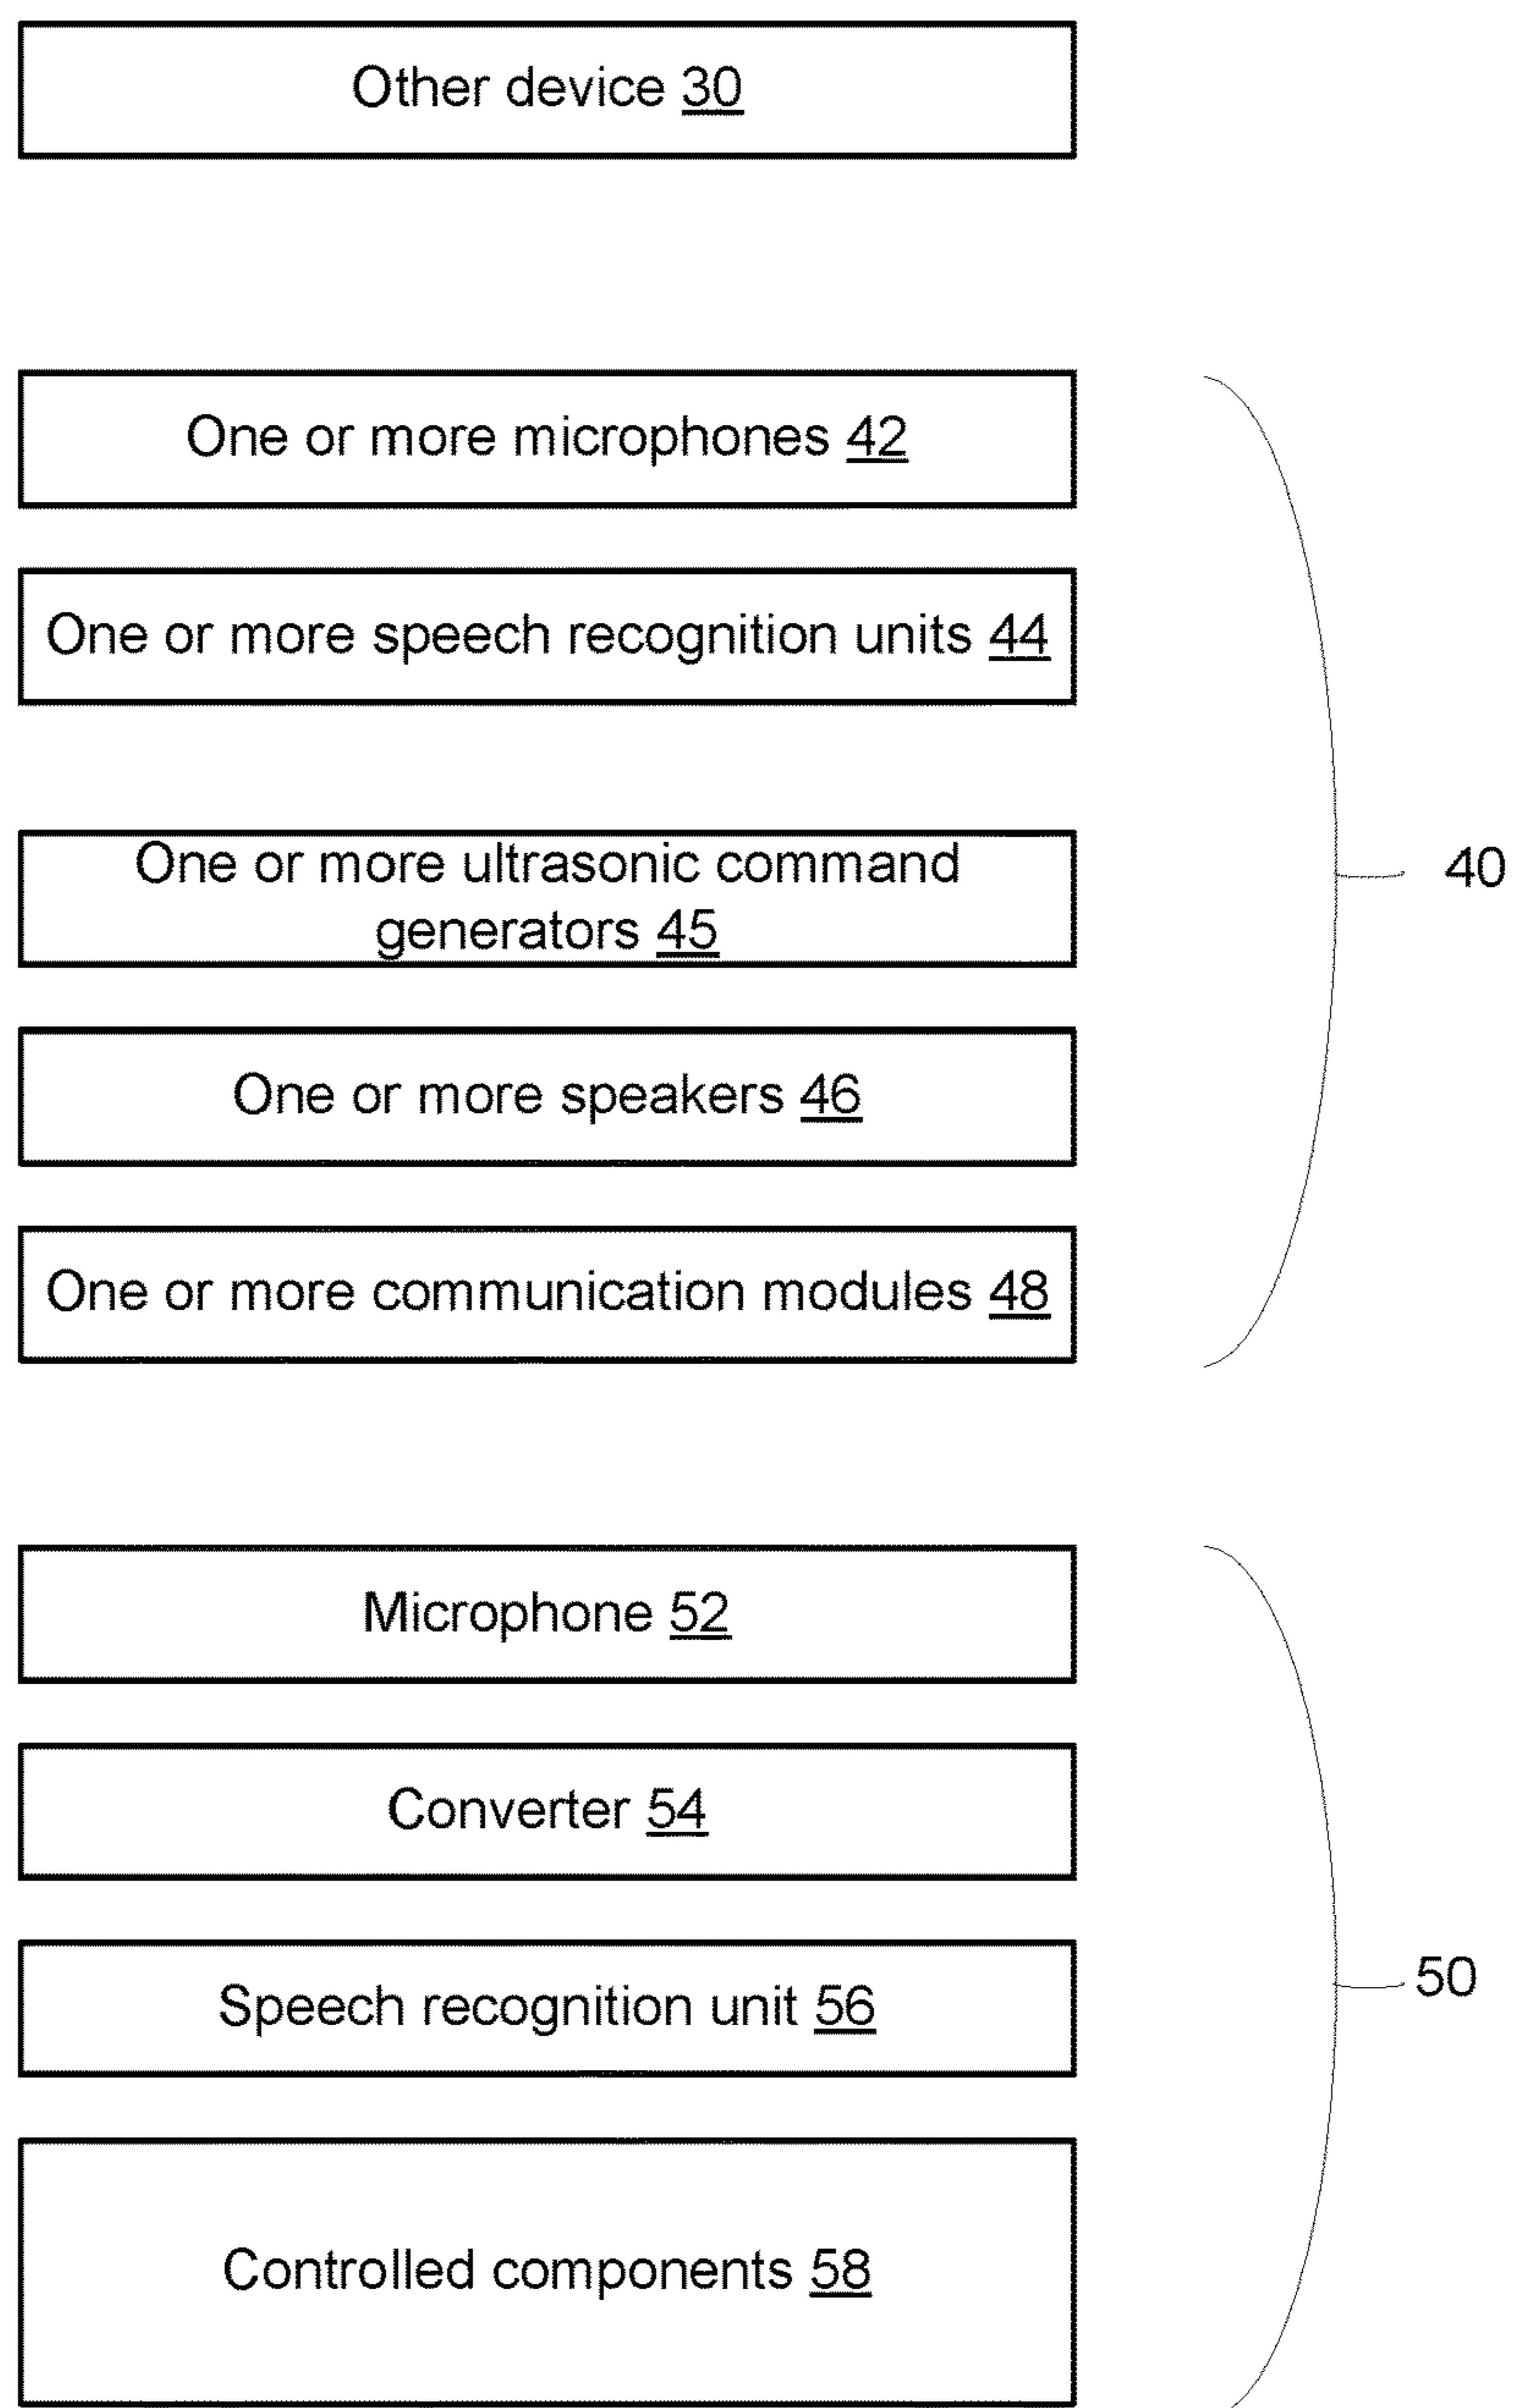 Other device 30
One or more microphones 42
One or more speech recognition units 44
One or more ultrasonic command
generators 45
40
One or more speakers 46
One or more communication modules 48
Microphone 52
Converter 54
Speech recognition unit 56
50
Controlled components 58